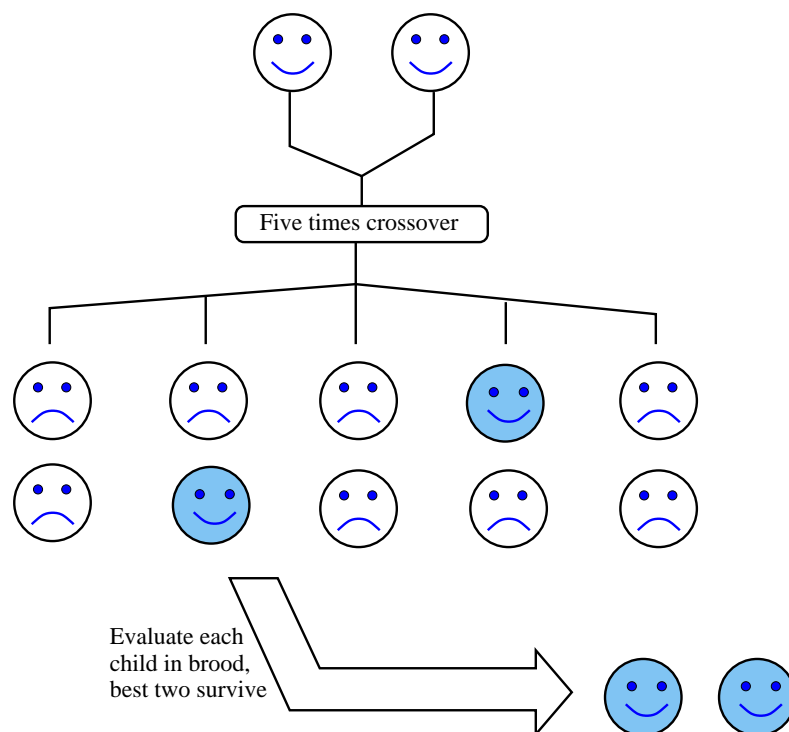 Five times crossover
Evaluate each
child in brood,
best two survive